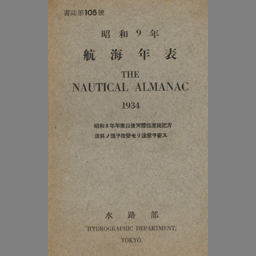 書誌第105號
昭和9年
航海年表
THE
NAUTICAL ALMANAC
1934
水路部
HYDROGRAPHIC DEPARTMENT,
TOKYO.